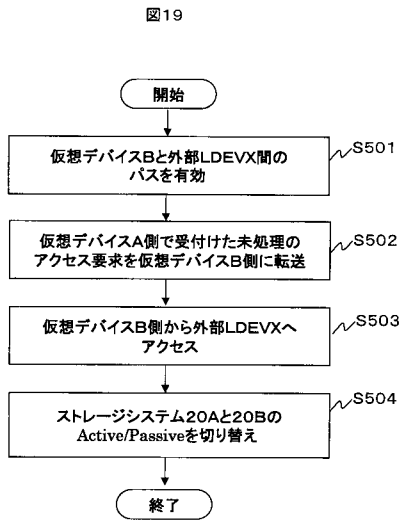 図19
開始
仮想デバイスBと外部LDEVX間の
パスを有効
S501
仮想デバイスA側で受付けた未処理の
アクセス要求を仮想デバイスB側に転送
S502
仮想デバイスB側から外部LDEVXへ
アクセス
S503
ストレージシステム20Aと20Bの
Active/Passiveを切り替え
S504
終了